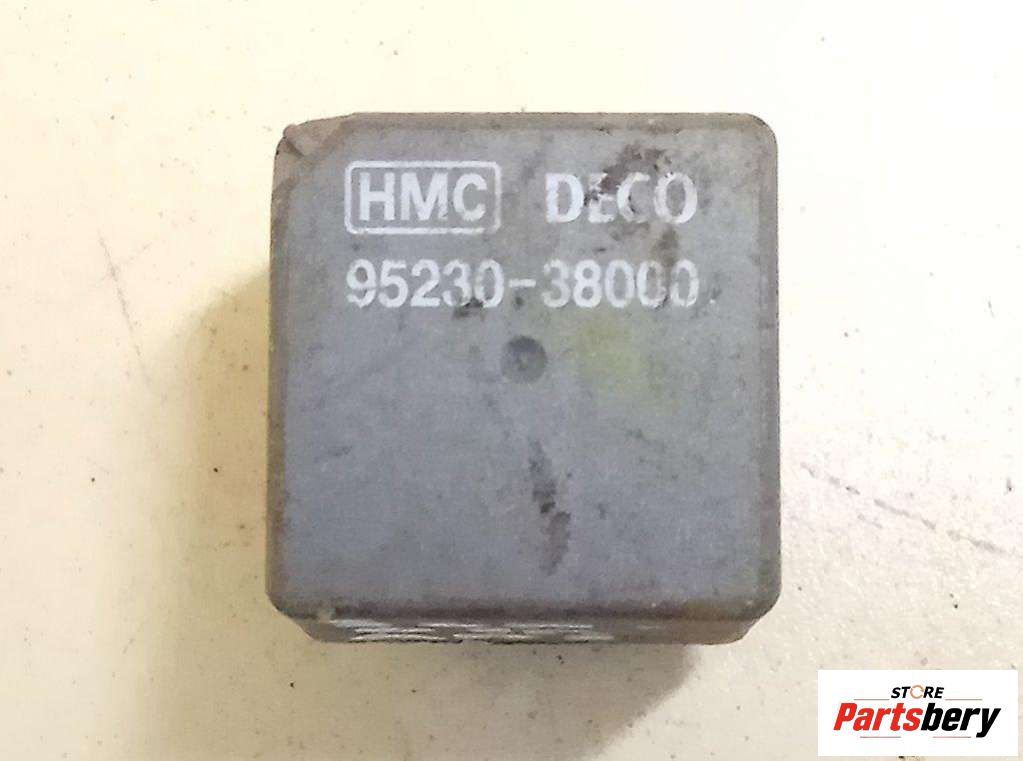 HMC DECO
95230-38000
STORE
Partsbery